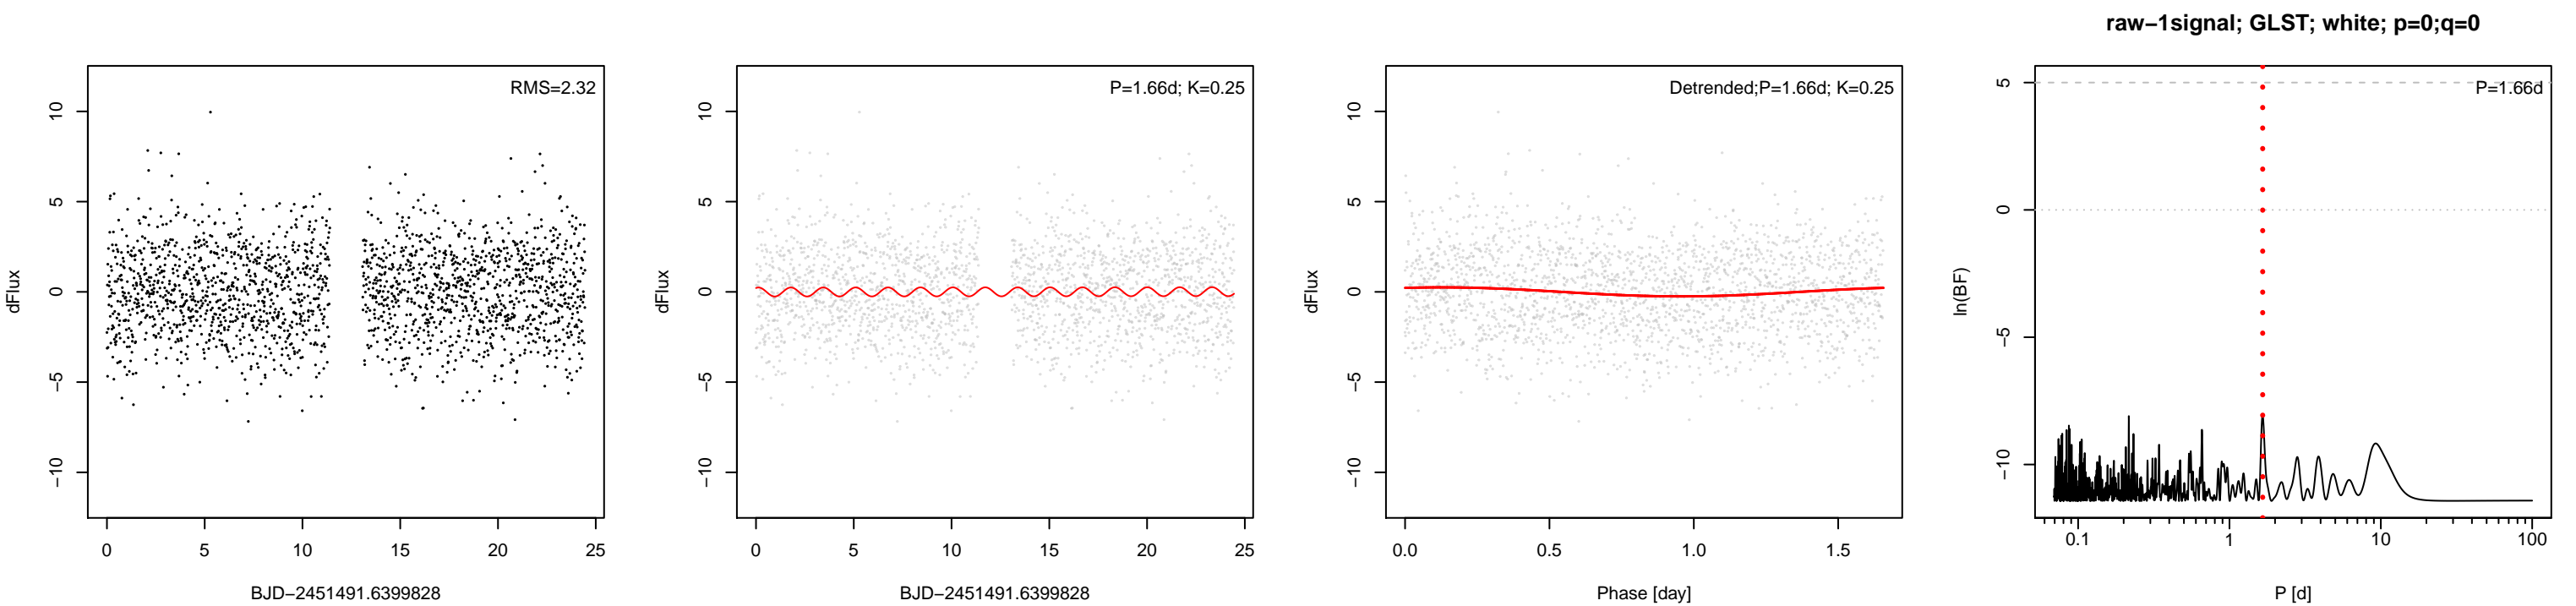 raw−1signal; GLST; white; p=0;q=0
RMS=2.32
dFlux
10
5
0
−5
−10
0 5 10 15 20 25
BJD−2451491.6399828
P=1.66d; K=0.25
dFlux
10
5
0
−5
−10
0 5 10 15 20 25
BJD−2451491.6399828
Detrended;P=1.66d; K=0.25
dFlux
10
5
0
−5
−10
0.0 0.5 1.0 1.5
Phase [day]
P=1.66d
ln(BF)
5
0
−5
−10
0.1 1 10 100
P [d]